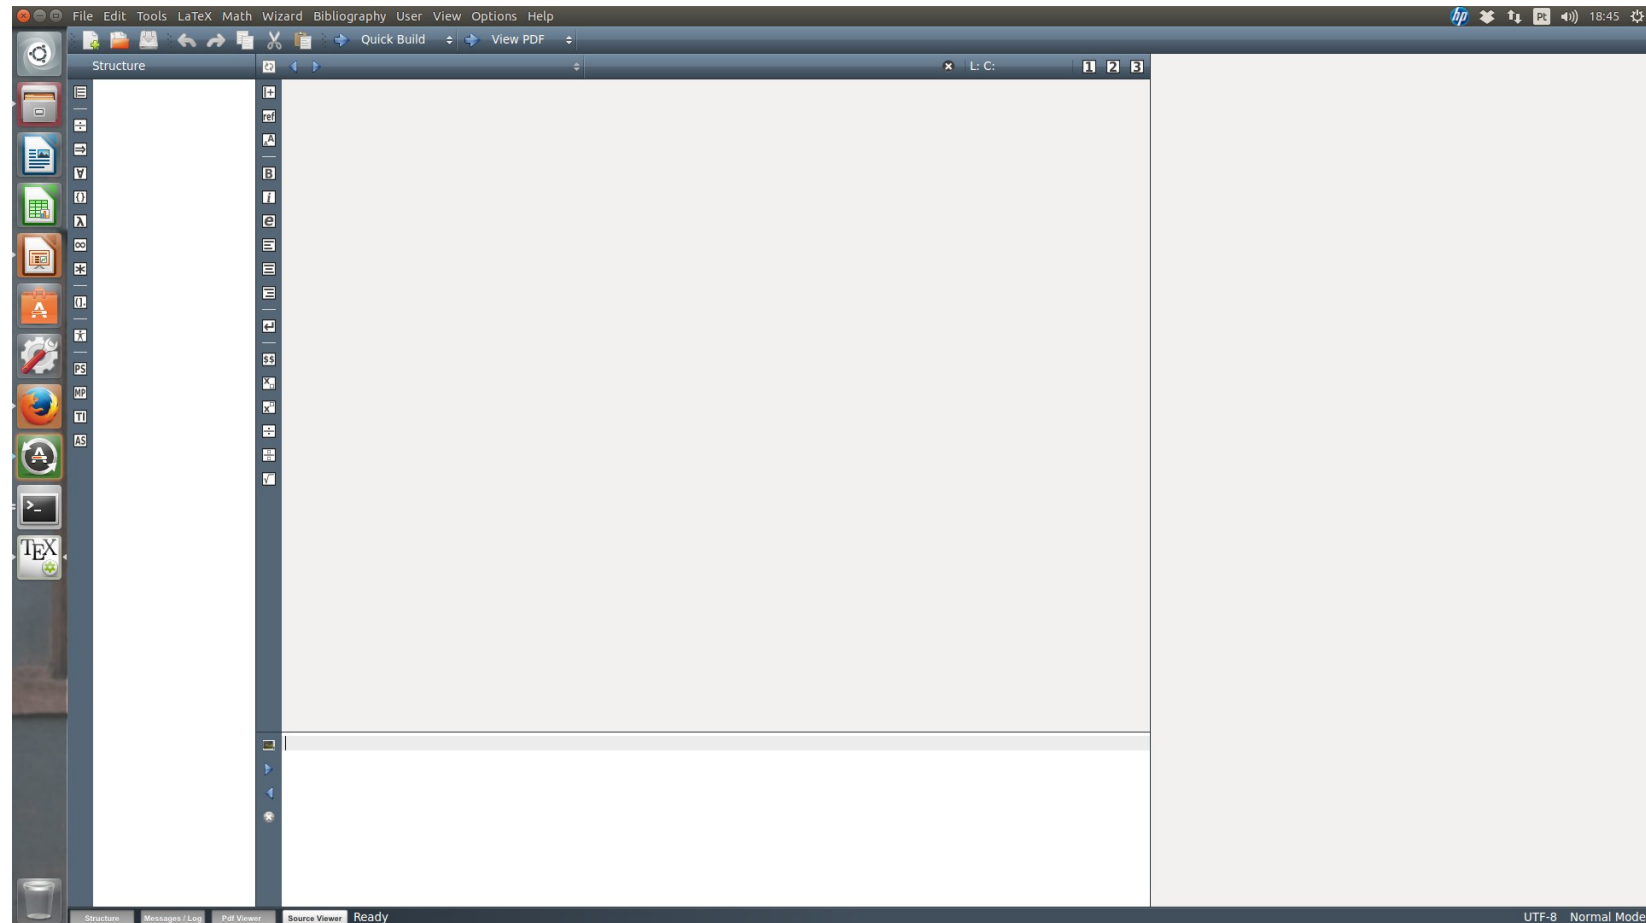 File Edit Tools LaTeX Math Wizard Bibliography User View Options Help
hp Pt 18:45
Quick Build View PDF
Structure L: C: 1 2 3
ref
A A
B
{} i
λ e
∞
().
PS $$
MP x
TI x
AS
>_
TEX
Structure Messages / Log Pdf Viewer Source Viewer Ready UTF-8 Normal Mode